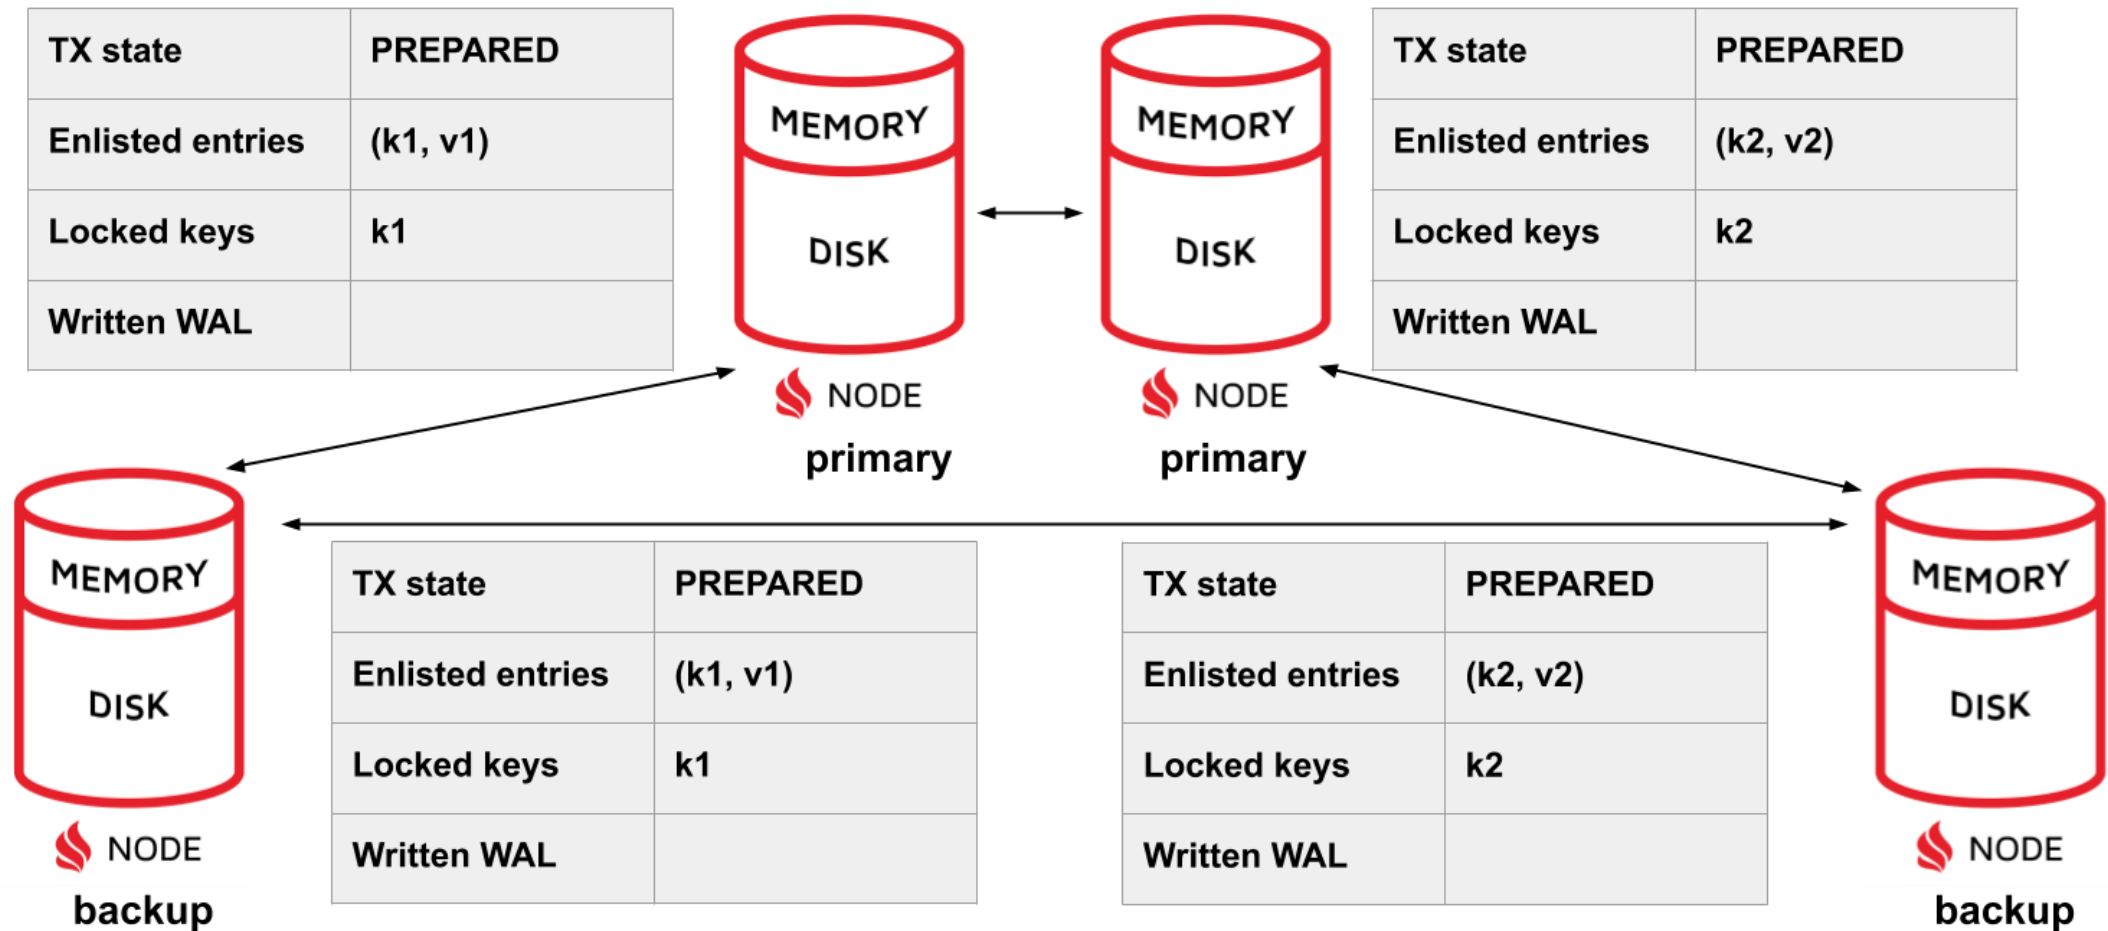 TX state PREPARED
Enlisted entries (k1, v1)
Locked keys k1
Written WAL
MEMORY
DISK
NODE
primary
MEMORY
DISK
NODE
primary
TX state PREPARED
Enlisted entries (k2, v2)
Locked keys k2
Written WAL
MEMORY
DISK
NODE
backup
TX state PREPARED
Enlisted entries (k1, v1)
Locked keys k1
Written WAL
TX state PREPARED
Enlisted entries (k2, v2)
Locked keys k2
Written WAL
MEMORY
DISK
NODE
backup